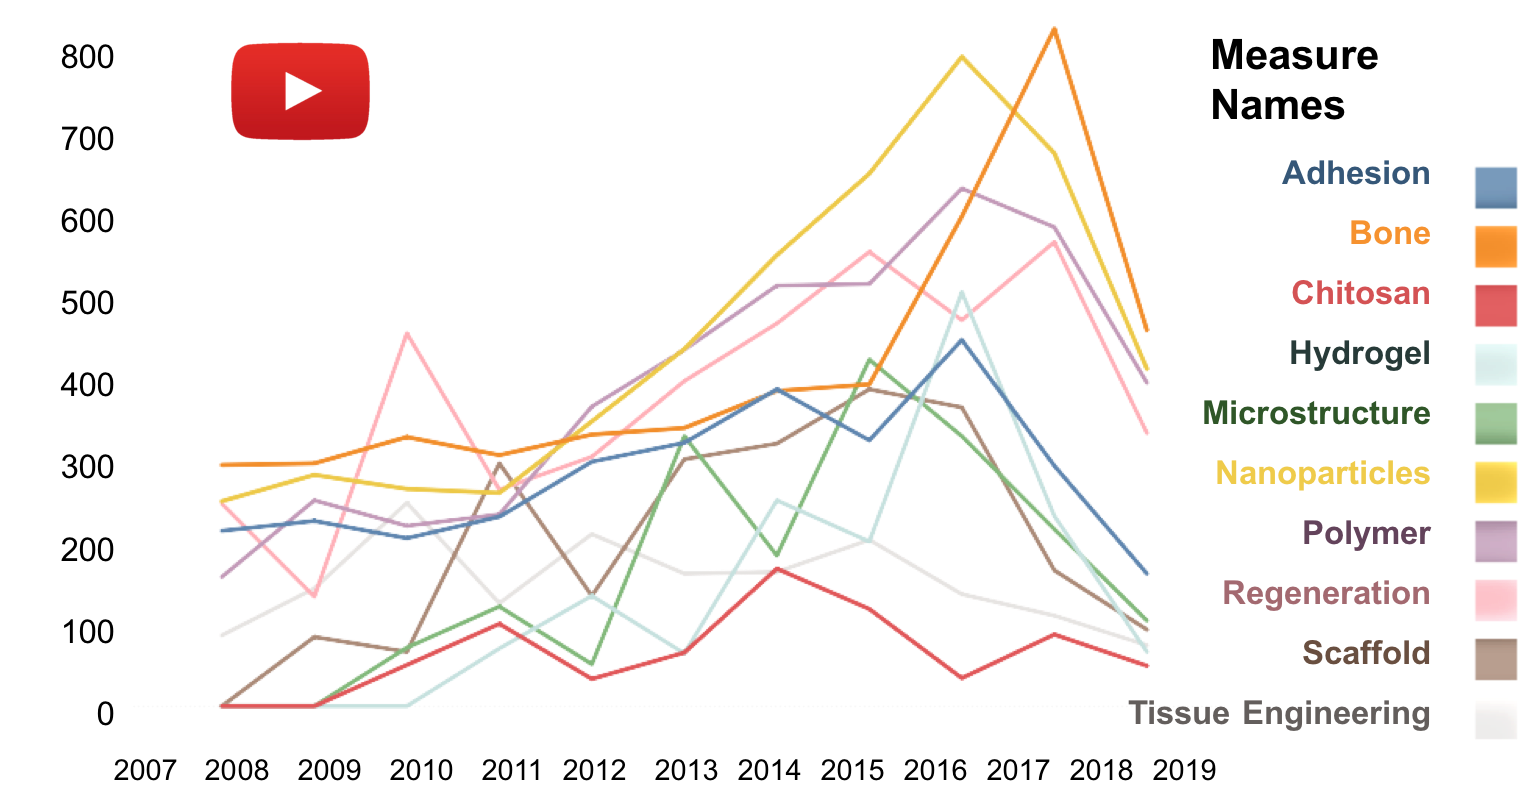 800
700
600
500
400
300
200
100
0
2007 2008 2009 2010 2011 2012 2013 2014 2015 2016 2017 2018 2019
Measure
Names
Adhesion
Bone
Chitosan
Hydrogel
Microstructure
Nanoparticles
Polymer
Regeneration
Scaffold
Tissue Engineering